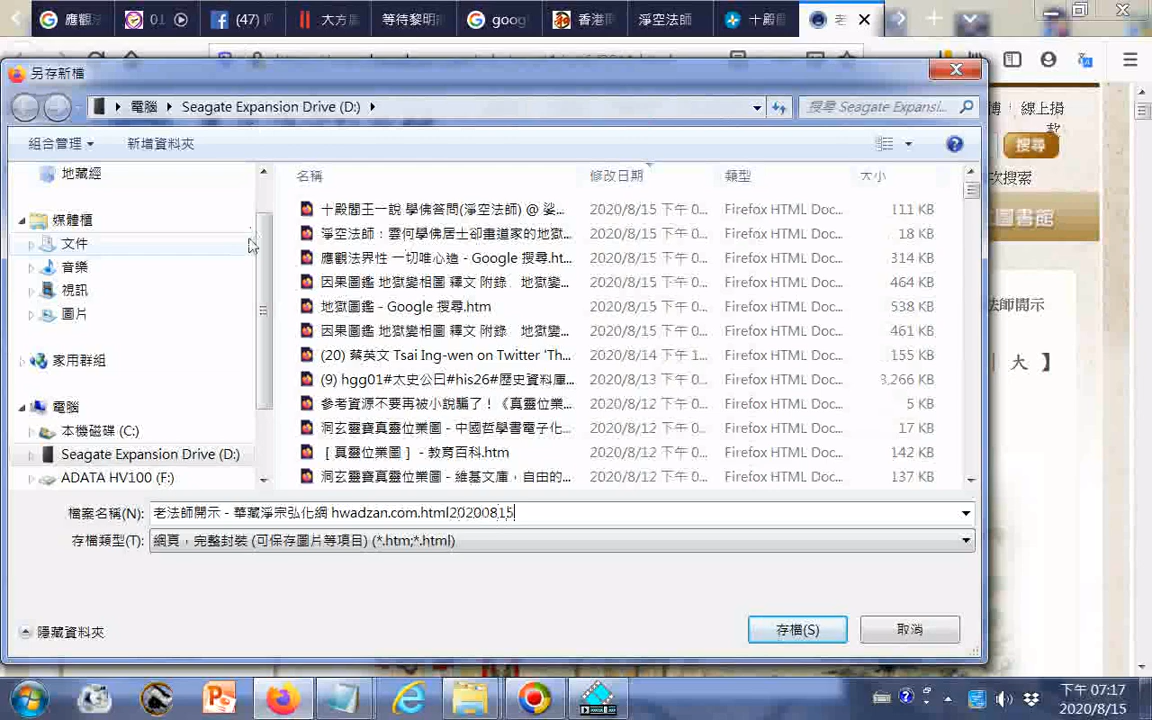 應觀
01
(47)
大方
等待黎明
goog
香港
淨空法師
十殿
老
另存新檔
電腦
Seagate Expansion Drive (D:)
搜尋 Seagate Expansi...
博 線上捐
款
組合管理
新增資料夾
搜尋
地藏經
名稱
修改日期
類型
大小
次搜索
圖書館
媒體櫃
文件
音樂
視訊
圖片
家用群組
電腦
本機磁碟 (C:)
Seagate Expansion Drive (D:)
ADATA HV100 (F:)
十殿閻王一說 學佛答問(淨空法師) @ 娑... 2020/8/15 下午 0... Firefox HTML Doc... 111 KB
淨空法師：雲何學佛居士卻畫道家的地獄... 2020/8/15 下午 0... Firefox HTML Doc... 18 KB
應觀法界性 一切唯心造 - Google 搜尋.ht... 2020/8/15 下午 0... Firefox HTML Doc... 314 KB
因果圖鑑 地獄變相圖 釋文 附錄 地獄變... 2020/8/15 下午 0... Firefox HTML Doc... 464 KB
地獄圖鑑 - Google 搜尋.htm 2020/8/15 下午 0... Firefox HTML Doc... 538 KB
因果圖鑑 地獄變相圖 釋文 附錄 地獄變... 2020/8/15 下午 0... Firefox HTML Doc... 461 KB
(20) 蔡英文 Tsai Ing-wen on Twitter 'Th... 2020/8/14 下午 1... Firefox HTML Doc... 155 KB
(9) hgg01#太史公曰#his26#歷史資料庫... 2020/8/13 下午 0... Firefox HTML Doc... 3,266 KB
參考資源不要再被小說騙了！《真靈位業... 2020/8/12 下午 0... Firefox HTML Doc... 5 KB
洞玄靈寶真靈位業圖 - 中國哲學書電子化... 2020/8/12 下午 0... Firefox HTML Doc... 17 KB
[ 真靈位業圖 ] - 教育百科.htm 2020/8/12 下午 0... Firefox HTML Doc... 142 KB
洞玄靈寶真靈位業圖 - 維基文庫，自由的... 2020/8/12 下午 0... Firefox HTML Doc... 137 KB
法師開示
大 】
檔案名稱(N): 老法師開示 - 華藏淨宗弘化網 hwadzan.com.html20200815
存檔類型(T): 網頁，完整封裝 (可保存圖片等項目) (*.htm;*.html)
隱藏資料夾
存檔(S)
取消
下午 07:17
2020/8/15